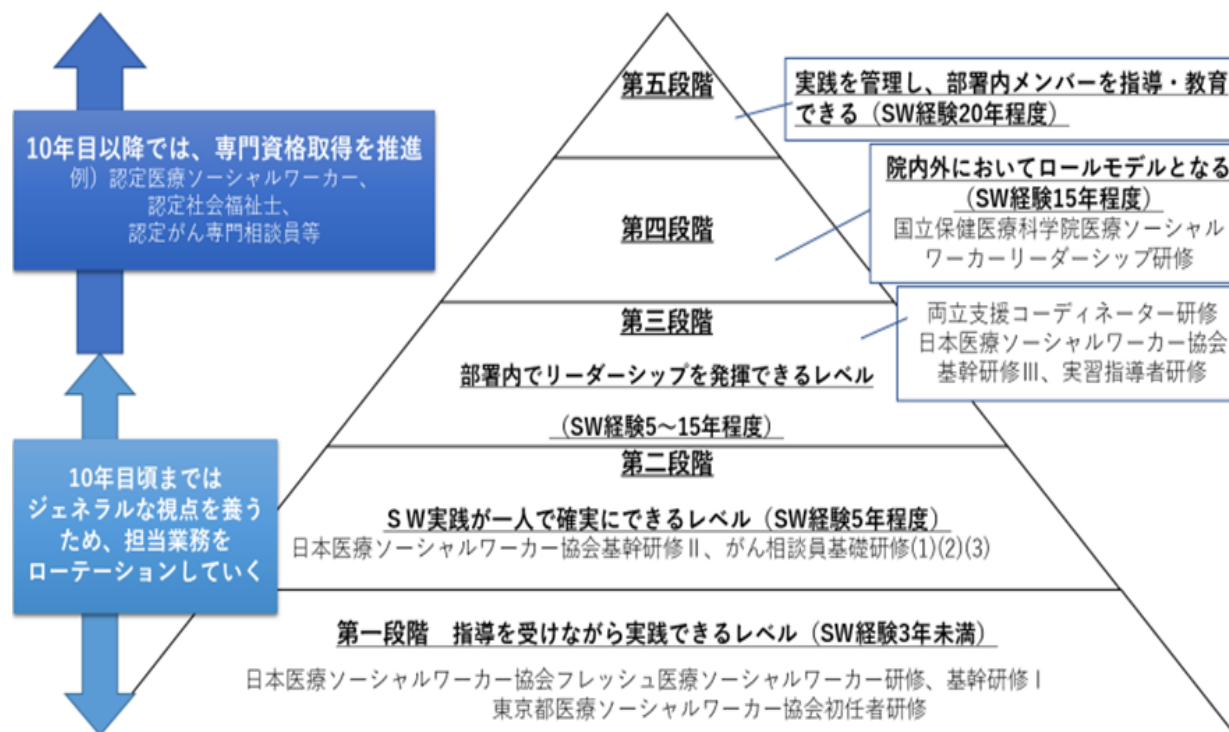 10年目以降では、専門資格取得を推進
例）認定医療ソーシャルワーカー、
認定社会福祉士、
認定がん専門相談員等
10年目頃までは
ジェネラルな視点を養う
ため、担当業務を
ローテーションしていく
第五段階
実践を管理し、部署内メンバーを指導・教育
できる（SW経験20年程度）
第四段階
院内外においてロールモデルとなる
（SW経験15年程度）
国立保健医療科学院医療ソーシャル
ワーカーリーダーシップ研修
第三段階
部署内でリーダーシップを発揮できるレベル
（SW経験5～15年程度）
両立支援コーディネーター研修
日本医療ソーシャルワーカー協会
基幹研修Ⅲ、実習指導者研修
第二段階
ＳＷ実践が一人で確実にできるレベル（SW経験5年程度）
日本医療ソーシャルワーカー協会基幹研修Ⅱ、がん相談員基礎研修(1)(2)(3)
第一段階　指導を受けながら実践できるレベル（SW経験3年未満）
日本医療ソーシャルワーカー協会フレッシュ医療ソーシャルワーカー研修、基幹研修Ⅰ
東京都医療ソーシャルワーカー協会初任者研修